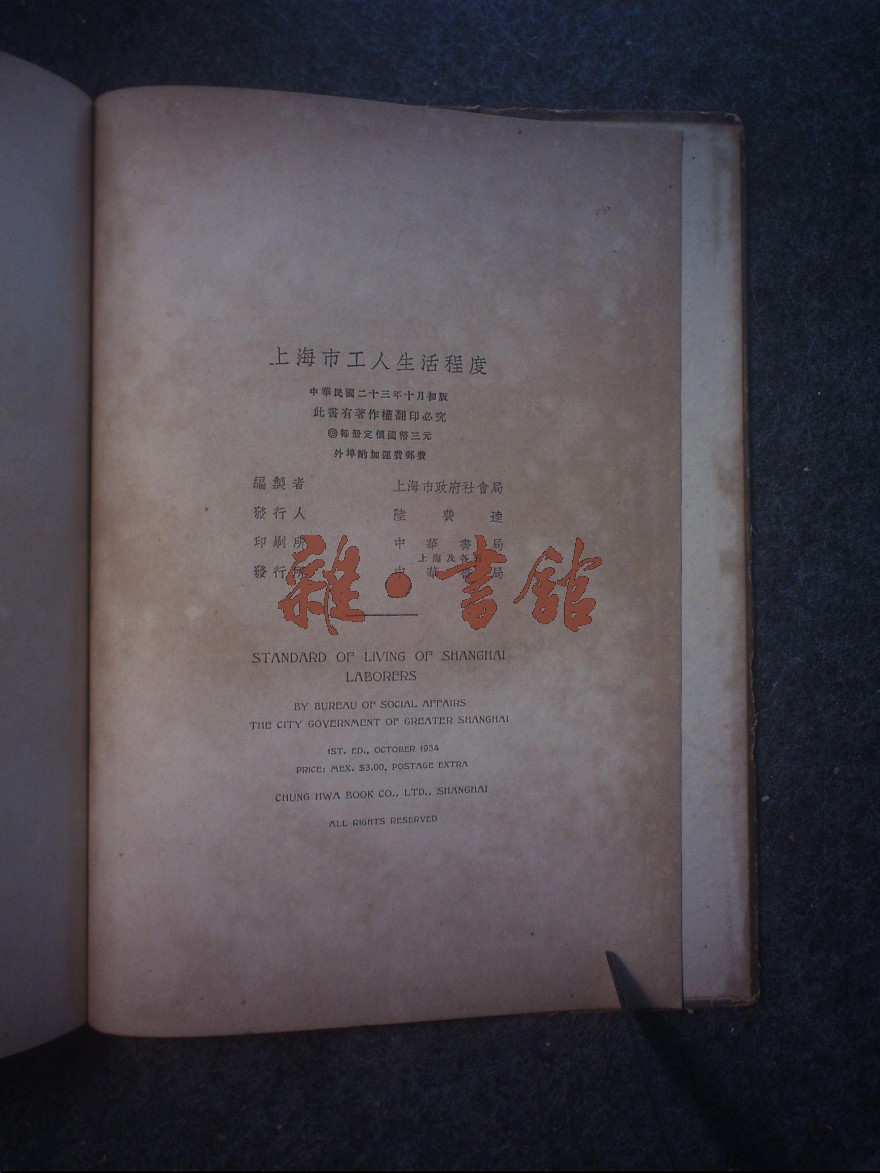 上海市工人生活程度
中華民國二十三年十月初版
此書有著作權翻印必究
◎每册定價國幣三元
外埠酌加運費郵費
編製者 上海市政府社會局
發行人 陸費逵
印刷所 中華書局
上海及各
發行所 中華書局
雜·書館
STANDARD OF LIVING OF SHANGHAI
LABORERS
BY BUREAU OF SOCIAL AFFAIRS
THE CITY GOVERNMENT OF GREATER SHANGHAI
1ST. ED., OCTOBER 1934
PRICE: MEX. $3.00, POSTAGE EXTRA
CHUNG HWA BOOK CO., LTD., SHANGHAI
ALL RIGHTS RESERVED